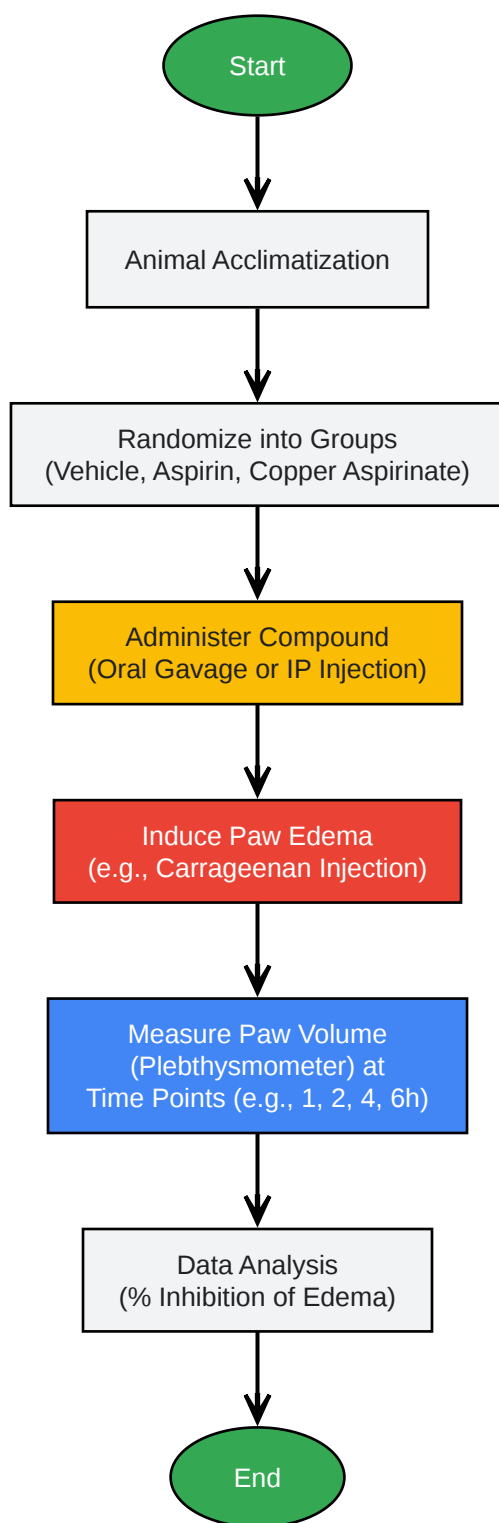 Start
Animal Acclimatization
Randomize into Groups
(Vehicle, Aspirin, Copper Aspirinate)
Administer Compound
(Oral Gavage or IP Injection)
Induce Paw Edema
(e.g., Carrageenan Injection)
Measure Paw Volume
(Plebthysmometer) at
Time Points (e.g., 1, 2, 4, 6h)
Data Analysis
(% Inhibition of Edema)
End